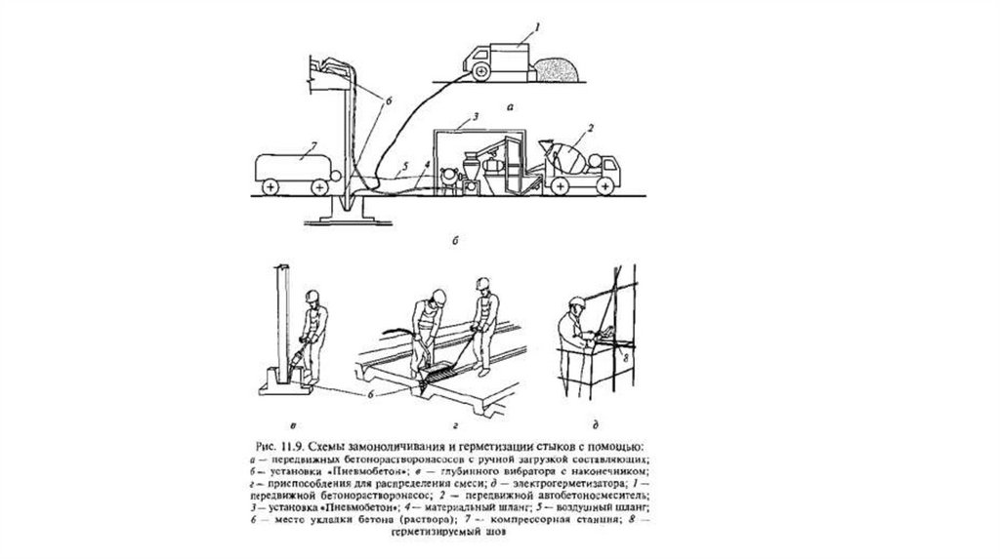 1
6
а
3
2
7
5
4
б
6
8
в
г
д
Рис. 11.9. Схемы замоноличивания и герметизации стыков с помощью:
а — передвижных бетонорастворонасосов с ручной загрузкой составляющих;
б — установки «Пневмобетон»; в — глубинного вибратора с наконечником;
г — приспособления для распределения смеси; д — электрогерметизатора; 1 —
передвижной бетонорастворонасос; 2 — передвижной автобетоносмеситель;
3 — установка «Пневмобетон»; 4 — материальный шланг; 5 — воздушный шланг;
6 — место укладки бетона (раствора); 7 — компрессорная станция; 8 —
герметизируемый шов